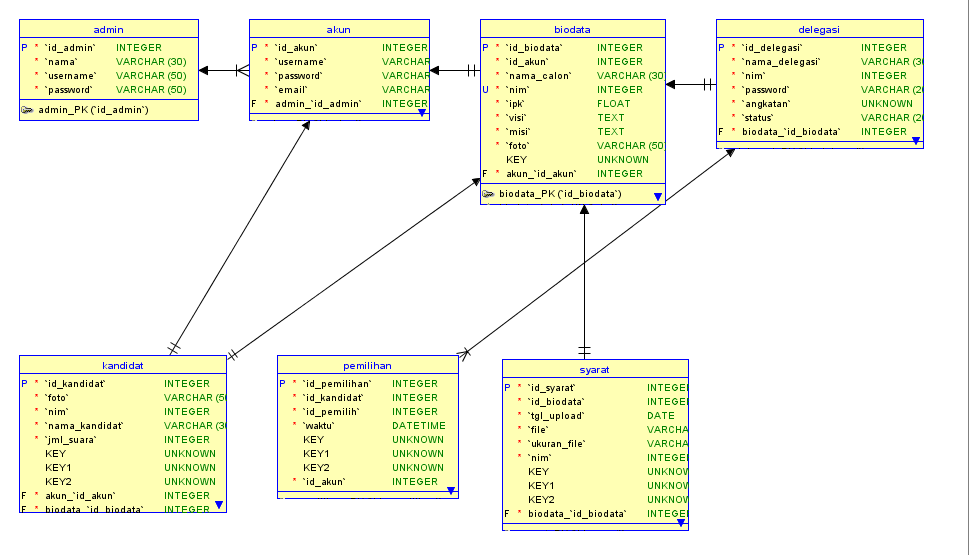 admin
P * `id_admin` INTEGER
* `nama` VARCHAR (30)
* `username` VARCHAR (50)
* `password` VARCHAR (50)
admin_PK (`id_admin`)
akun
P * `id_akun` INTEGER
* `username` VARCHAR
* `password` VARCHAR
* `email` VARCHAR
F * admin_id_admin` INTEGER
biodata
P * `id_biodata` INTEGER
* `id_akun` INTEGER
* `nama_calon` VARCHAR (30)
U * `nim` INTEGER
* `ipk` FLOAT
* `visi` TEXT
* `misi` TEXT
* `foto` VARCHAR (50)
KEY UNKNOWN
F * akun_`id_akun` INTEGER
biodata_PK (`id_biodata`)
delegasi
P * `id_delegasi` INTEGER
* `nama_delegasi` VARCHAR (30
* `nim` INTEGER
* `password` VARCHAR (20
* `angkatan` UNKNOWN
* `status` VARCHAR (20
F * biodata_`id_biodata` INTEGER
kandidat
P * `id_kandidat` INTEGER
* `foto` VARCHAR (50
* `nim` INTEGER
* `nama_kandidat` VARCHAR (30
* `jml_suara` INTEGER
KEY UNKNOWN
KEY1 UNKNOWN
KEY2 UNKNOWN
F * akun_`id_akun` INTEGER
F * biodata_`id_biodata` INTEGER
pemilihan
P * `id_pemilihan` INTEGER
* `id_kandidat` INTEGER
* `id_pemilih` INTEGER
* `waktu` DATETIME
KEY UNKNOWN
KEY1 UNKNOWN
KEY2 UNKNOWN
* `id_akun` INTEGER
syarat
P * `id_syarat` INTEGE
* `id_biodata` INTEGE
* `tgl_upload` DATE
* `file` VARCHA
* `ukuran_file` VARCHA
* `nim` INTEGE
KEY UNKNOW
KEY1 UNKNOW
KEY2 UNKNOW
F * biodata_`id_biodata` INTEGE